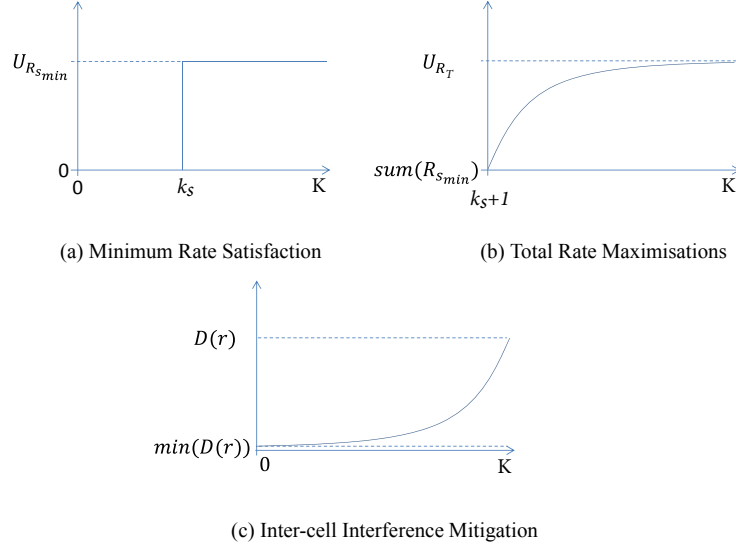 U_{R_{s_{min}}}
0
0
k_s
K
(a) Minimum Rate Satisfaction
U_{R_T}
sum(R_{s_{min}})
k_s+1
K
(b) Total Rate Maximisations
D(r)
min(D(r))
0
K
(c) Inter-cell Interference Mitigation